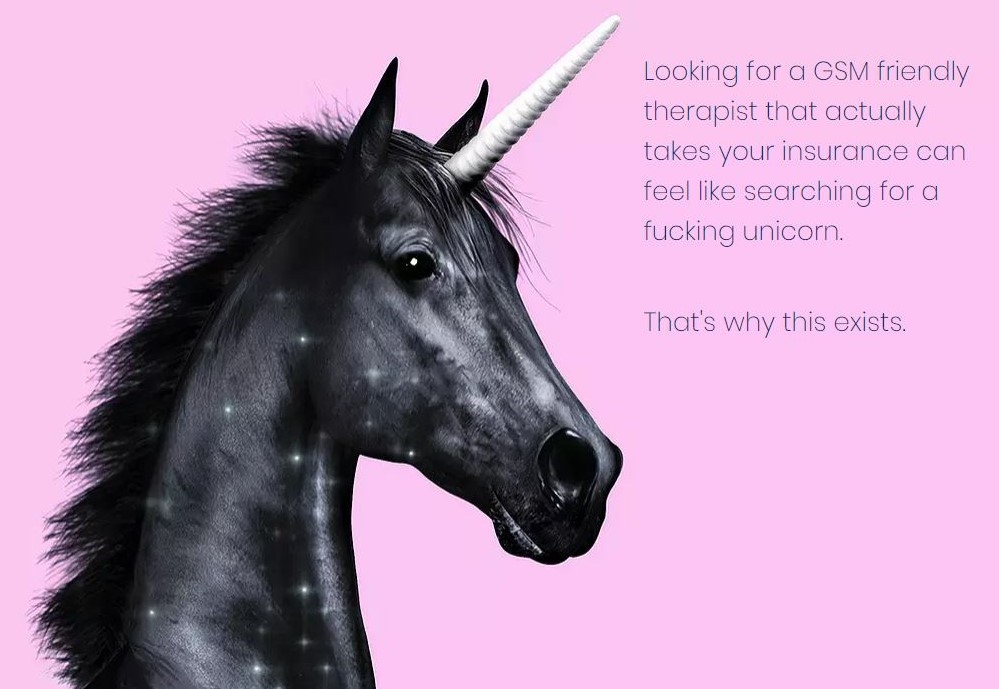 Looking for a GSM friendly
therapist that actually
takes your insurance can
feel like searching for a
fucking unicorn.
That's why this exists.